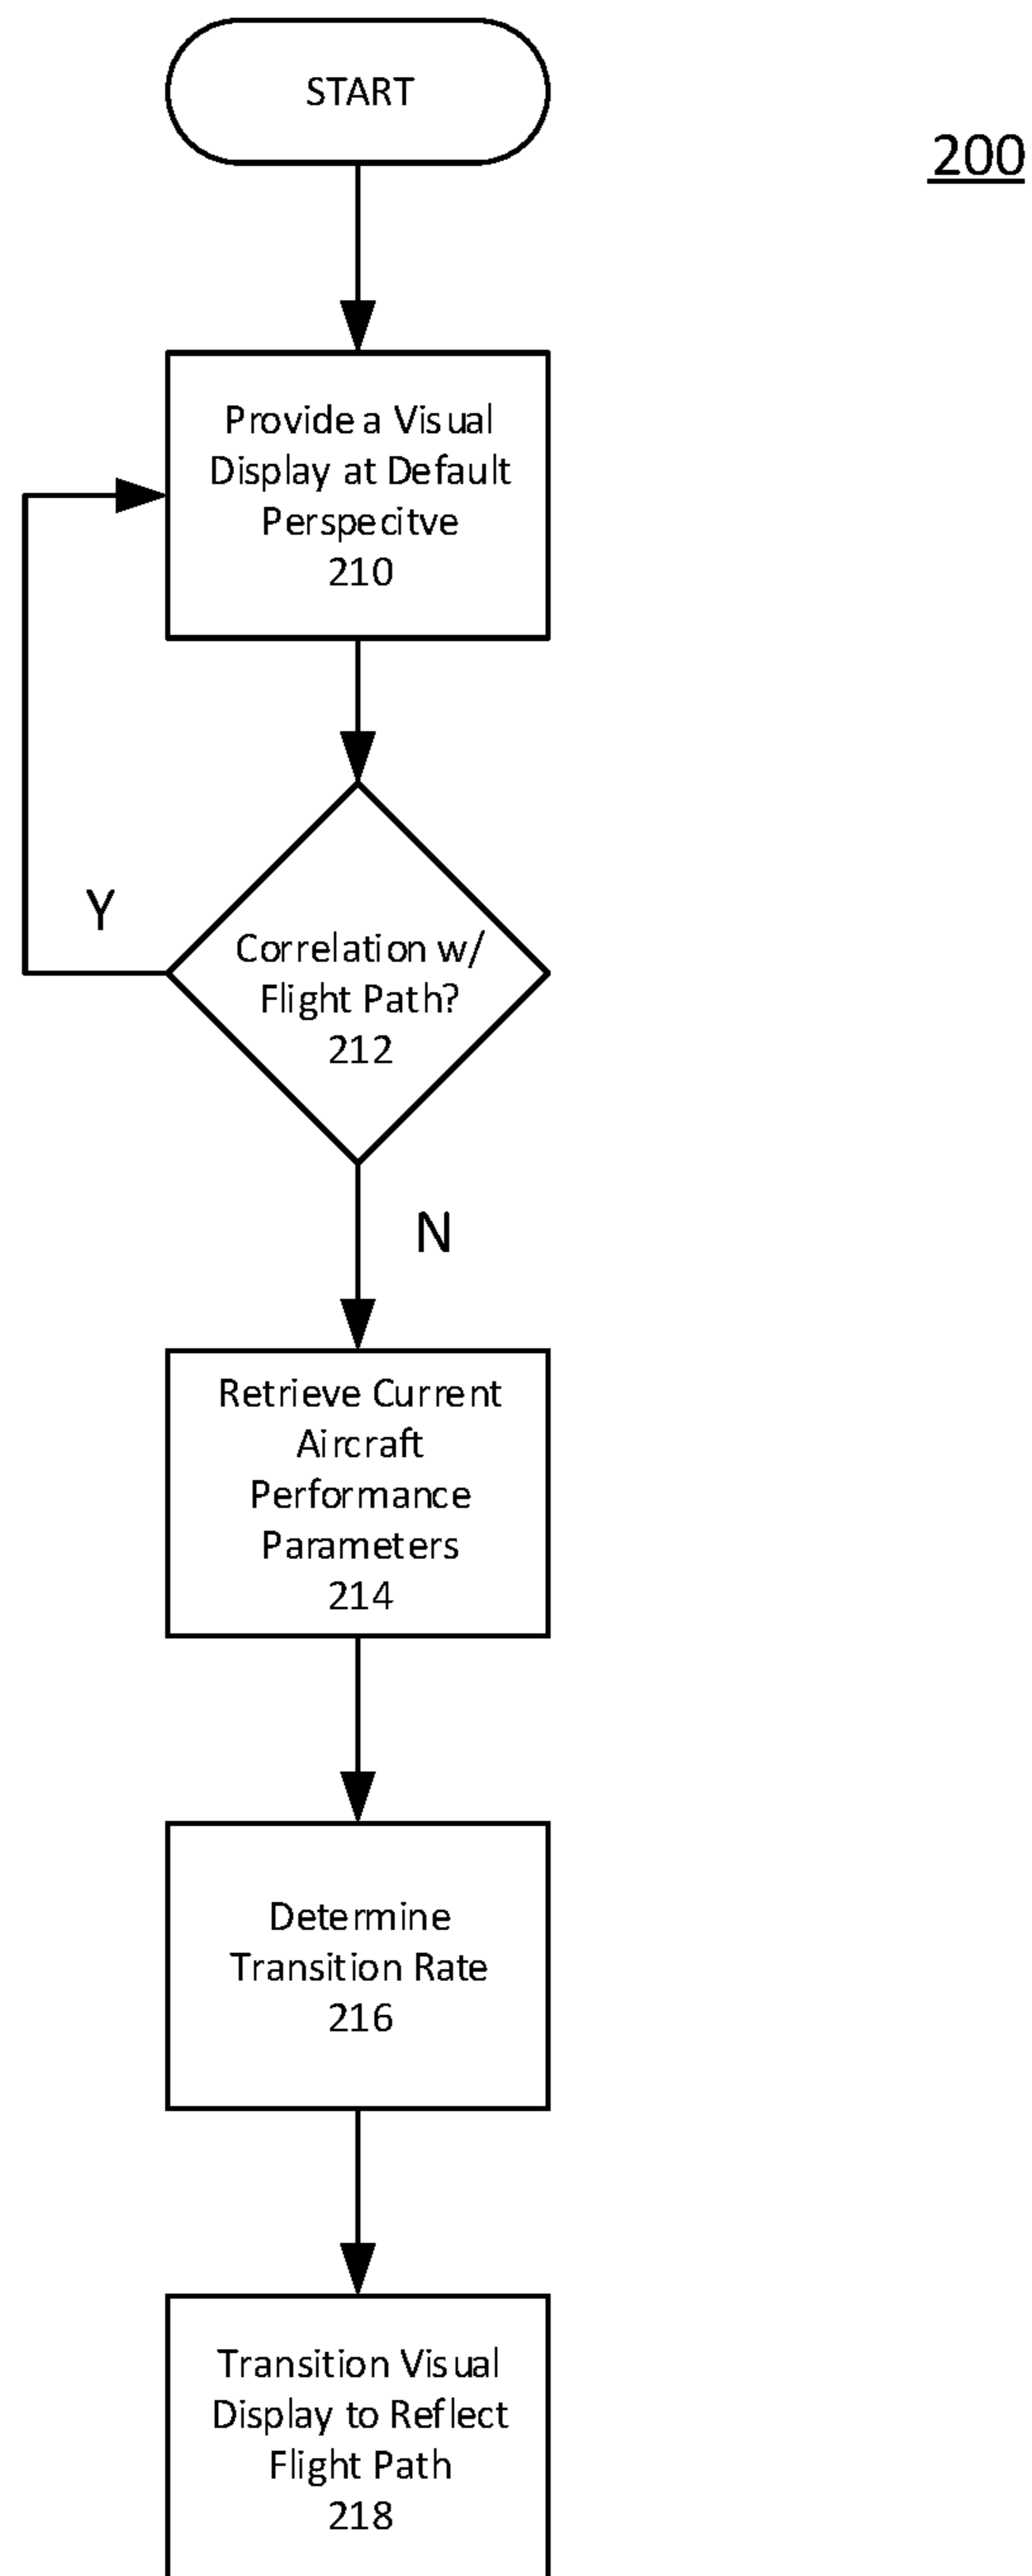 START
200
Provide a Visual
Display at Default
Perspecitve
210
Y
Correlation w/
Flight Path?
212
N
Retrieve Current
Aircraft
Performance
Parameters
214
Determine
Transition Rate
216
Transition Visual
Display to Reflect
Flight Path
218